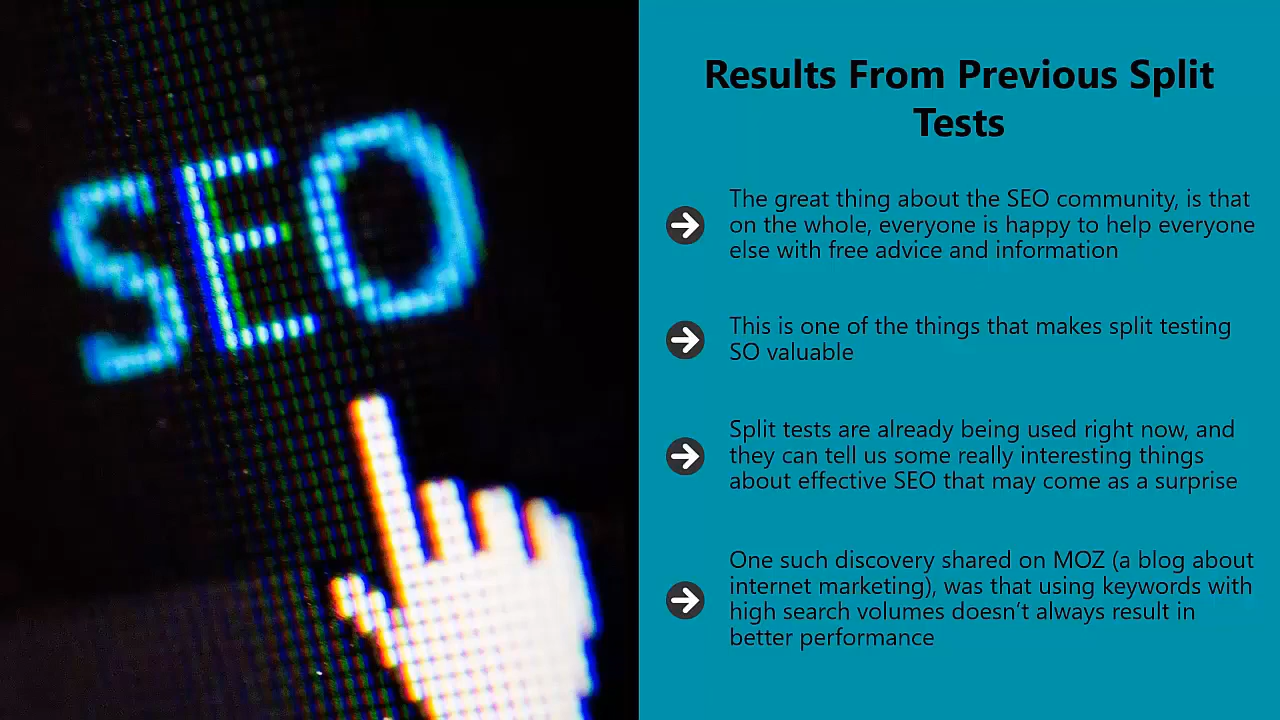 SEO
Results From Previous Split
Tests
The great thing about the SEO community, is that
on the whole, everyone is happy to help everyone
else with free advice and information
This is one of the things that makes split testing
SO valuable
Split tests are already being used right now, and
they can tell us some really interesting things
about effective SEO that may come as a surprise
One such discovery shared on MOZ (a blog about
internet marketing), was that using keywords with
high search volumes doesn’t always result in
better performance